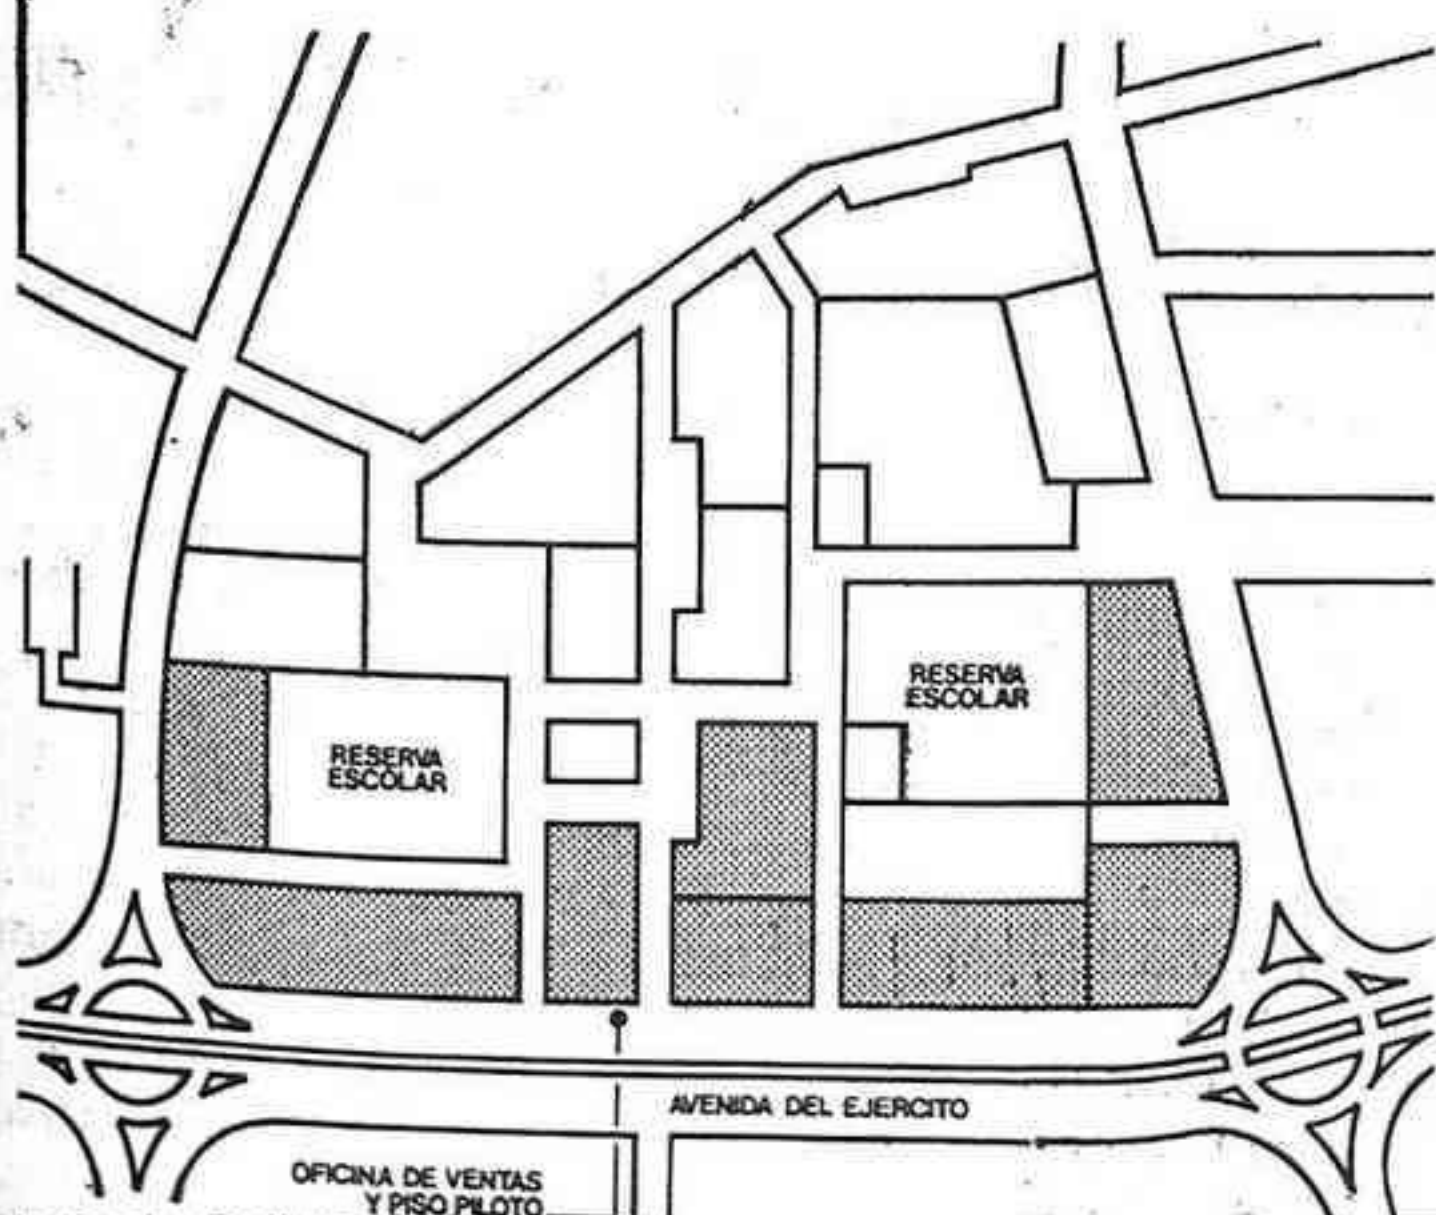 RESERVA
ESCOLAR
RESERVA
ESCOLAR
AVENIDA DEL EJERCITO
OFICINA DE VENTAS
Y PISO PILOTO